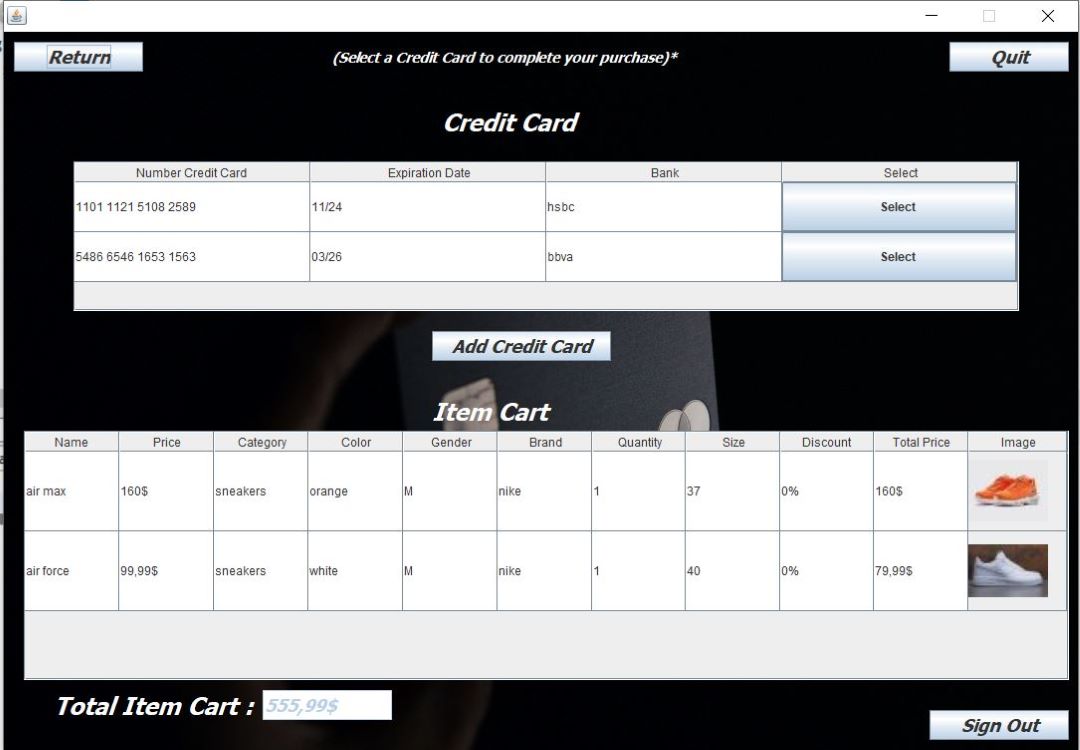 Return (Select a Credit Card to complete your purchase)* Quit
Credit Card
Number Credit Card Expiration Date Bank Select
1101 1121 5108 2589 11/24 hsbc Select
5486 6546 1653 1563 03/26 bbva Select
Add Credit Card
Item Cart
Name Price Category Color Gender Brand Quantity Size Discount Total Price Image
air max 160$ sneakers orange M nike 1 37 0% 160$
air force 99,99$ sneakers white M nike 1 40 0% 79,99$
Total Item Cart : 555,99$
Sign Out